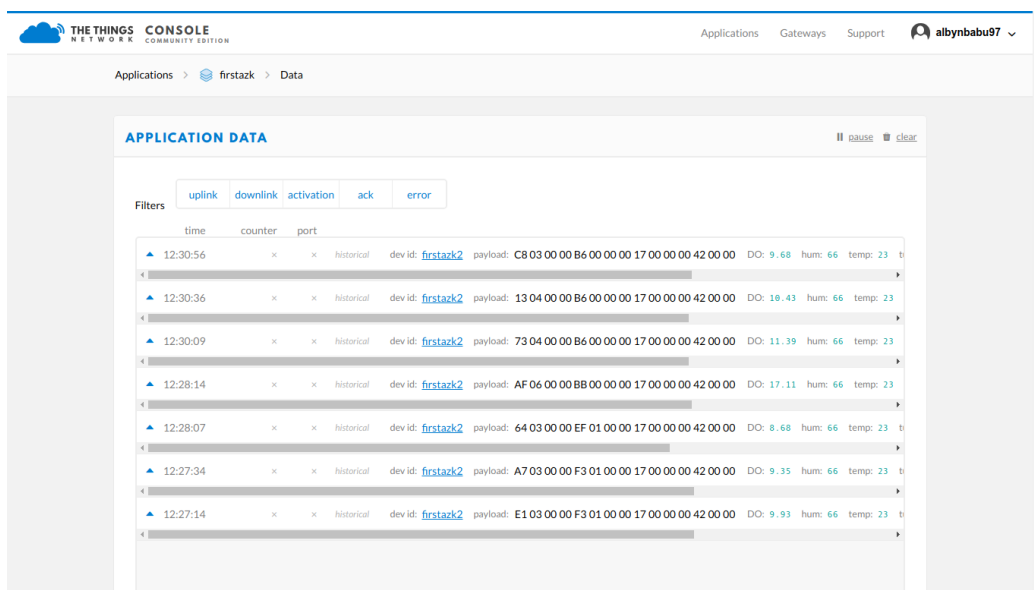 THE THINGS CONSOLE
NETWORK COMMUNITY EDITION
Applications Gateways Support albynbabu97
Applications > firstazk > Data
APPLICATION DATA
pause clear
Filters uplink downlink activation ack error
time counter port
12:30:56 × × historical dev id: firstazk2 payload: C8 03 00 00 B6 00 00 00 17 00 00 00 42 00 00 DO: 9.68 hum: 66 temp: 23 t
12:30:36 × × historical dev id: firstazk2 payload: 13 04 00 00 B6 00 00 00 17 00 00 00 42 00 00 DO: 10.43 hum: 66 temp: 23
12:30:09 × × historical dev id: firstazk2 payload: 73 04 00 00 B6 00 00 00 17 00 00 00 42 00 00 DO: 11.39 hum: 66 temp: 23
12:28:14 × × historical dev id: firstazk2 payload: AF 06 00 00 BB 00 00 00 17 00 00 00 42 00 00 DO: 17.11 hum: 66 temp: 23
12:28:07 × × historical dev id: firstazk2 payload: 64 03 00 00 EF 01 00 00 17 00 00 00 42 00 00 DO: 8.68 hum: 66 temp: 23 t
12:27:34 × × historical dev id: firstazk2 payload: A7 03 00 00 F3 01 00 00 17 00 00 00 42 00 00 DO: 9.35 hum: 66 temp: 23 t
12:27:14 × × historical dev id: firstazk2 payload: E1 03 00 00 F3 01 00 00 17 00 00 00 42 00 00 DO: 9.93 hum: 66 temp: 23 t